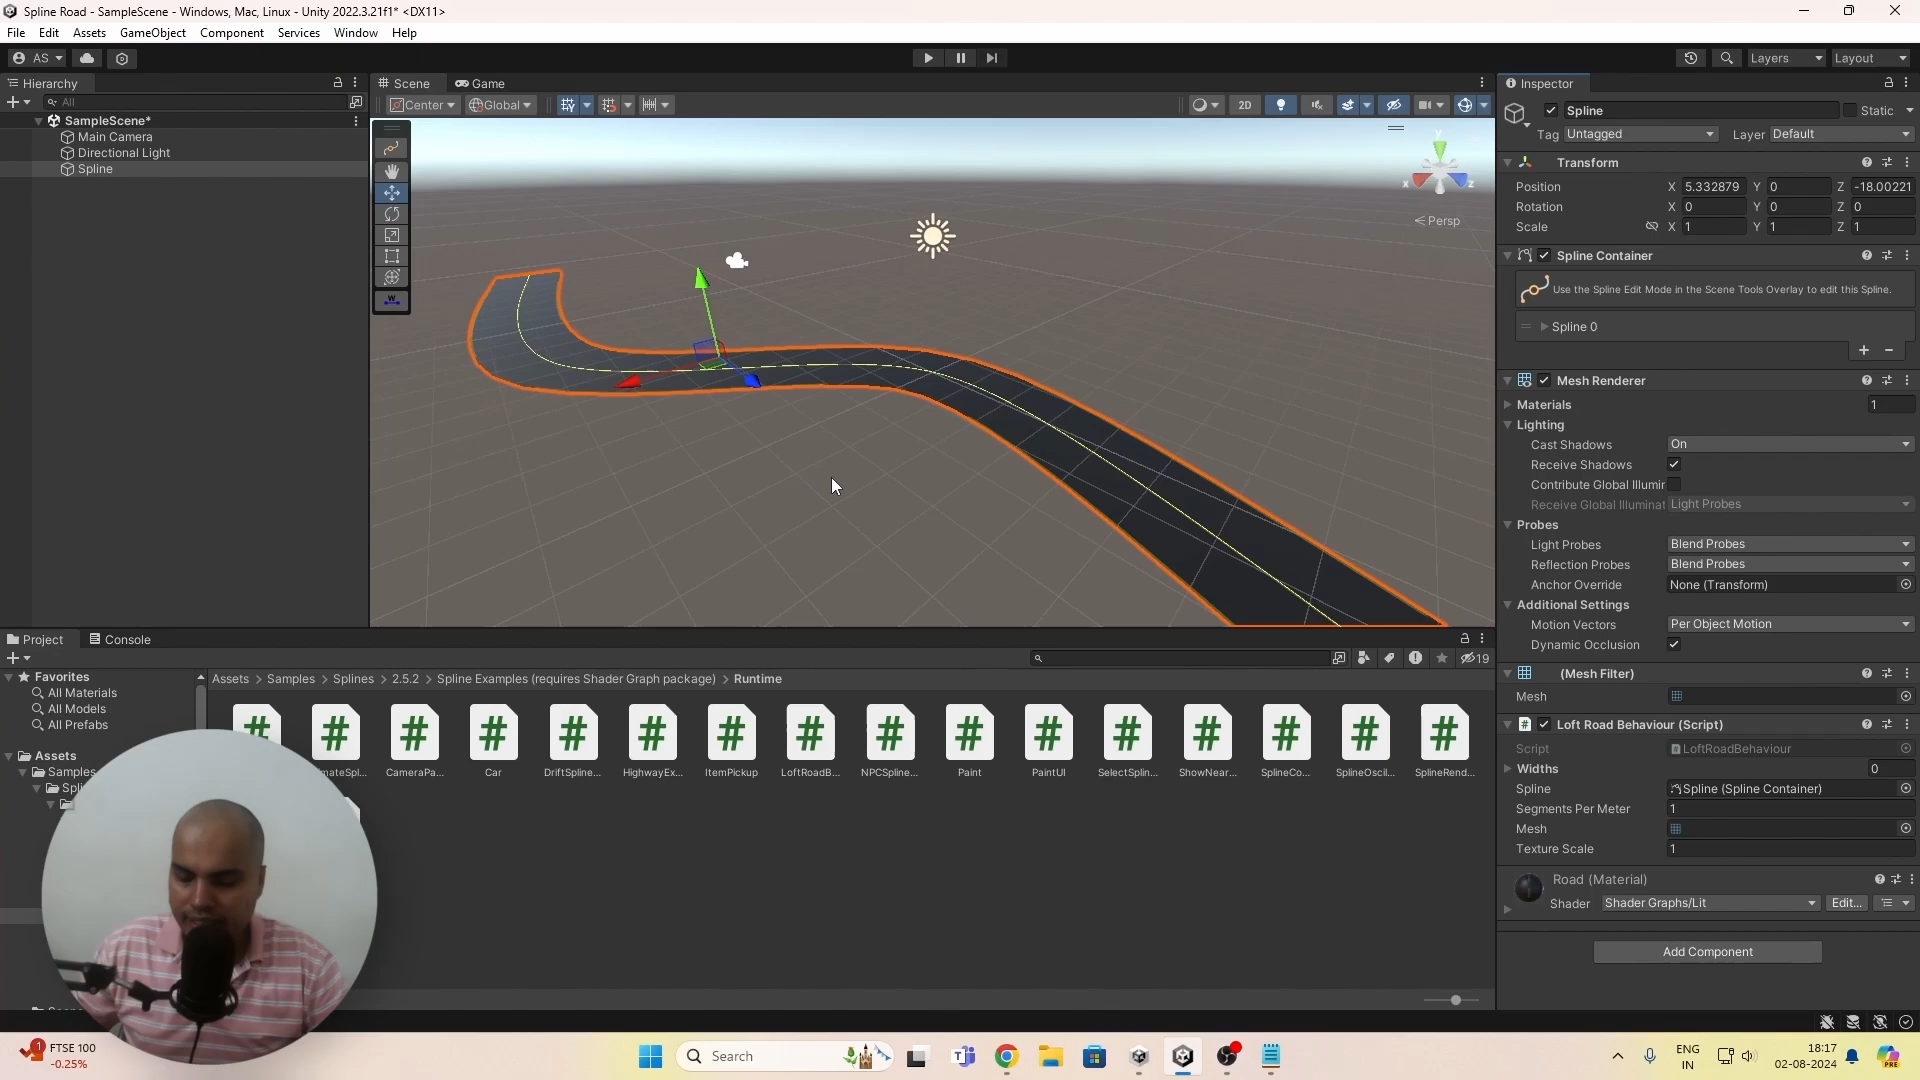 Spline Road - SampleScene - Windows, Mac, Linux - Unity 2022.3.21f1* <DX11>
File Edit Assets GameObject Component Services Window Help
AS Layers Layout
Hierarchy Scene Game Inspector
All Center Global 2D Spline Static
SampleScene* Tag Untagged Layer Default
Main Camera
Directional Light
Spline
y
x z
Persp
Transform
Position X 5.332879 Y 0 Z -18.00221
Rotation X 0 Y 0 Z 0
Scale X 1 Y 1 Z 1
Spline Container
Use the Spline Edit Mode in the Scene Tools Overlay to edit this Spline.
Spline 0
Mesh Renderer
Materials 1
Lighting
Cast Shadows On
Receive Shadows
Contribute Global Illumir
Receive Global Illuminat Light Probes
Probes
Light Probes Blend Probes
Reflection Probes Blend Probes
Anchor Override None (Transform)
Additional Settings
Motion Vectors Per Object Motion
Dynamic Occlusion
(Mesh Filter)
Mesh
Loft Road Behaviour (Script)
Script LoftRoadBehaviour
Widths 0
Spline Spline (Spline Container)
Segments Per Meter 1
Mesh
Texture Scale 1
Road (Material)
Shader Shader Graphs/Lit Edit...
Add Component
Project Console
19
Favorites
All Materials
All Models
All Prefabs
Assets
Samples
Spli
Assets > Samples > Splines > 2.5.2 > Spline Examples (requires Shader Graph package) > Runtime
mateSpl... CameraPa... Car DriftSpline... HighwayEx... ItemPickup LoftRoadB... NPCSpline... Paint PaintUI SelectSplin... ShowNear... SplineCo... SplineOscil... SplineRend...
1 FTSE 100
-0.25%
Search
ENG
IN
18:17
02-08-2024
PRE